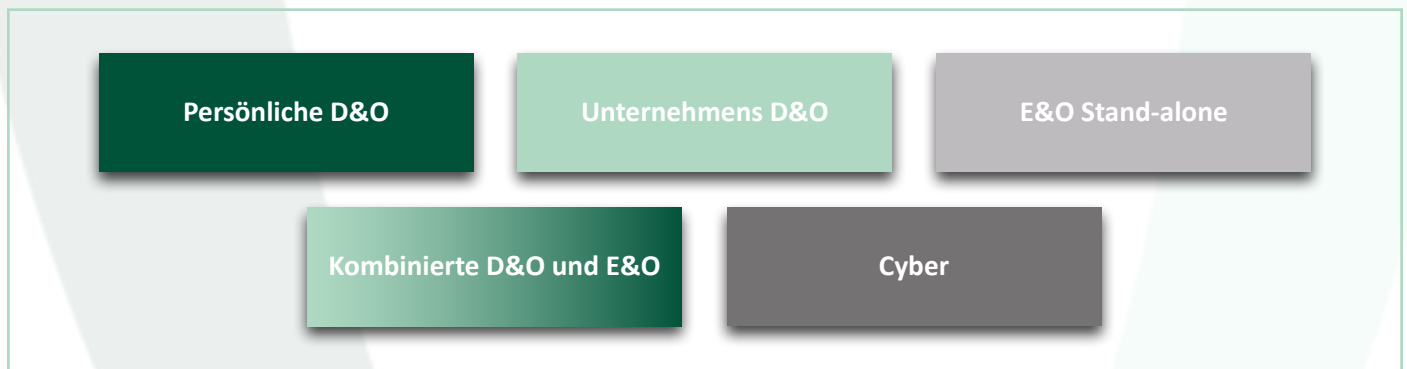 Persönliche D&O
Unternehmens D&O
E&O Stand-alone
Kombinierte D&O und E&O
Cyber